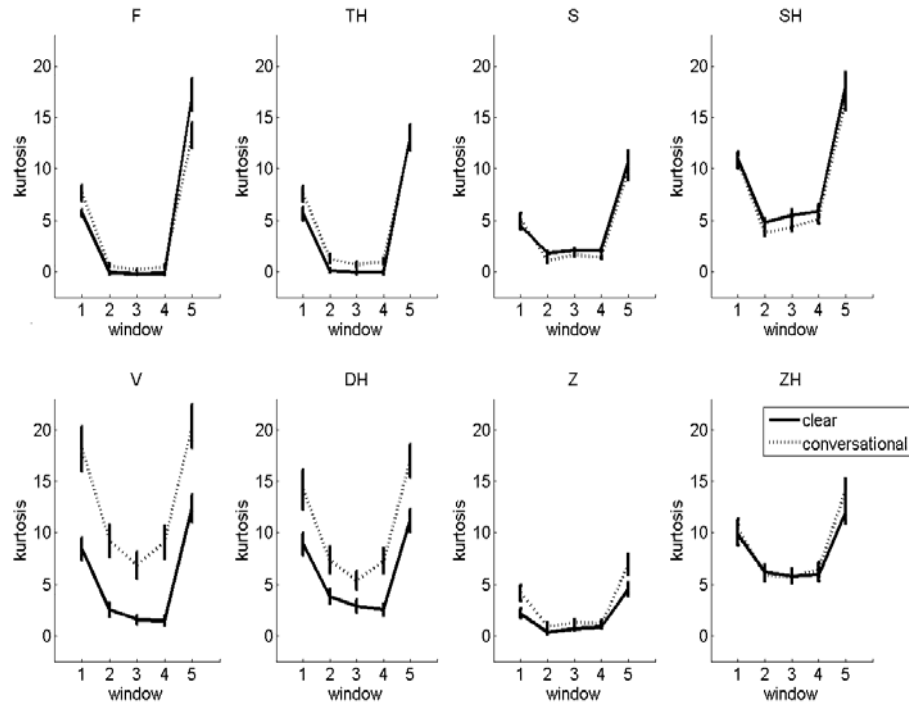 F TH S SH
20 20 20 20
15 15 15 15
10 10 10 10
5 5 5 5
0 0 0 0
kurtosis kurtosis kurtosis kurtosis
1 2 3 4 5 1 2 3 4 5 1 2 3 4 5 1 2 3 4 5
window window window window
V DH Z ZH
20 20 20 20
15 15 15 15
10 10 10 10
5 5 5 5
0 0 0 0
kurtosis kurtosis kurtosis kurtosis
clear
conversational
1 2 3 4 5 1 2 3 4 5 1 2 3 4 5 1 2 3 4 5
window window window window